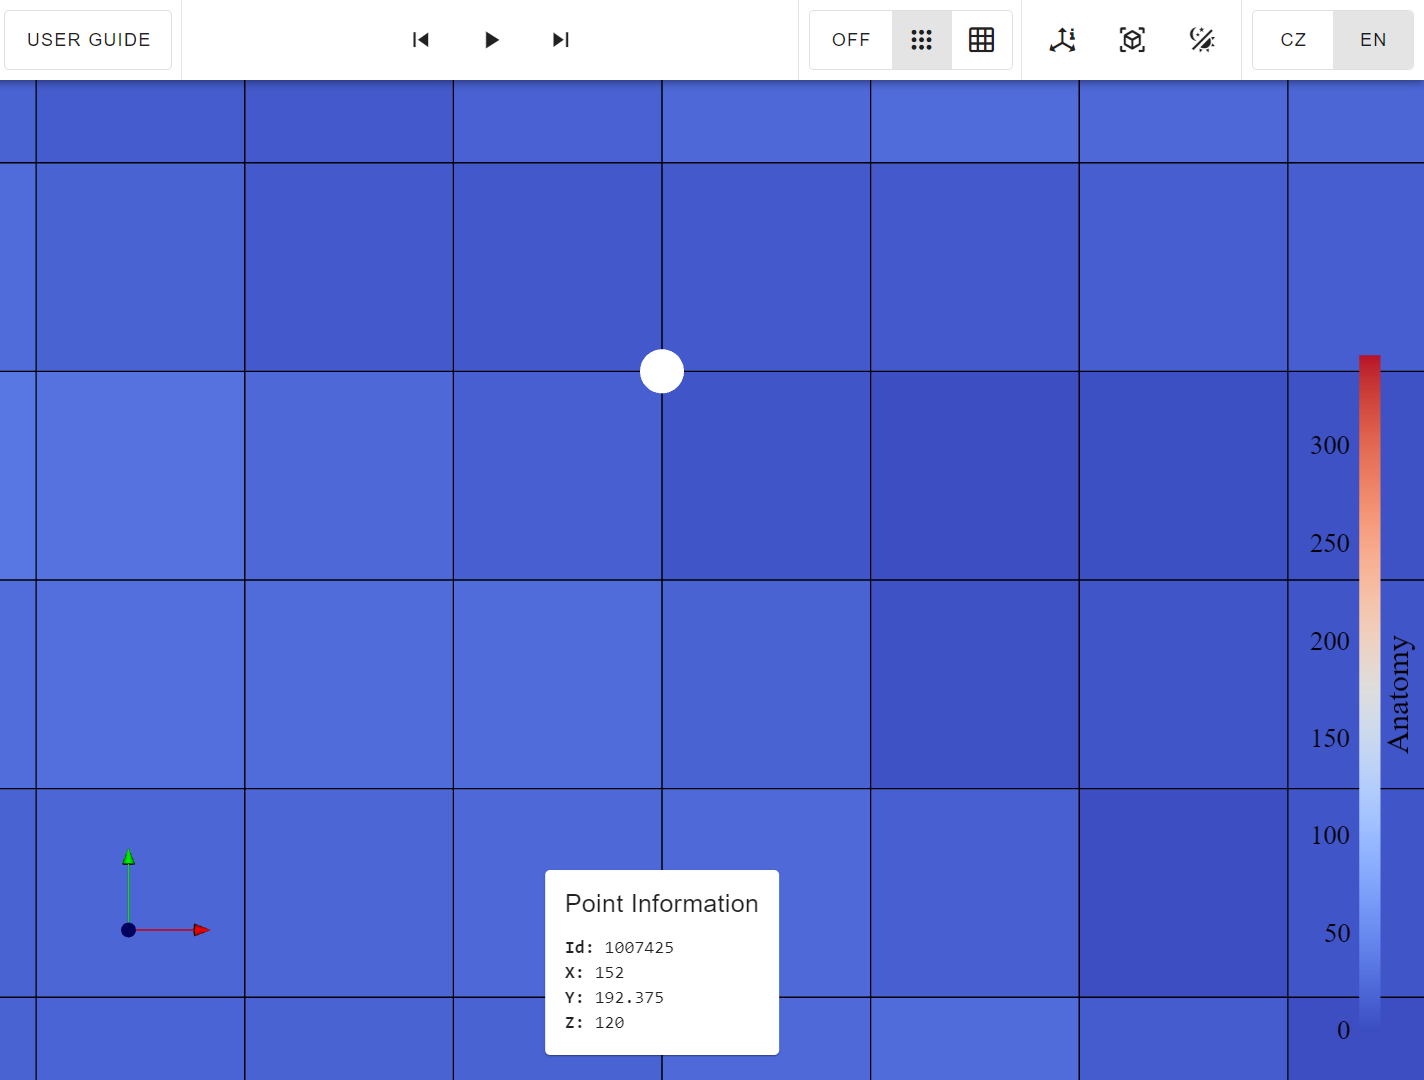 USER GUIDE
OFF
CZ
EN
300
250
200
150
100
50
0
Anatomy
Point Information
Id: 1007425
X: 152
Y: 192.375
Z: 120